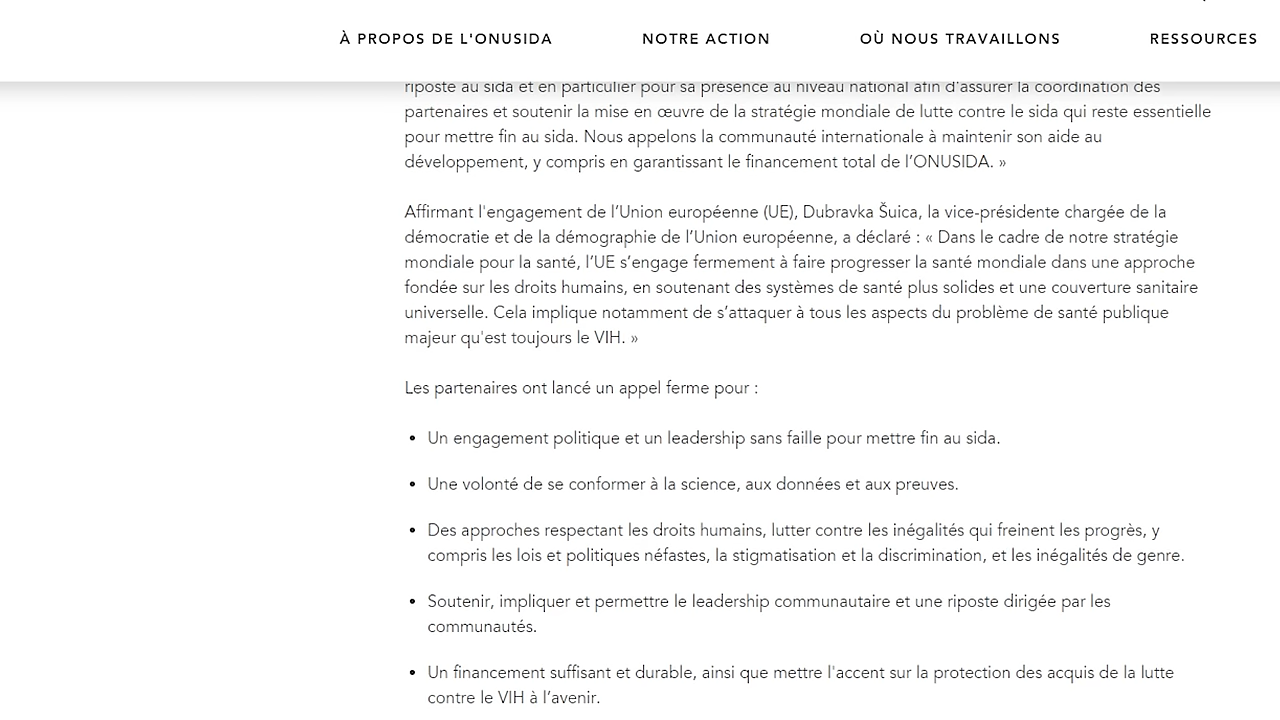 À PROPOS DE L'ONUSIDA NOTRE ACTION OÙ NOUS TRAVAILLONS RESSOURCES
riposte au sida et en particulier pour sa présence au niveau national afin d'assurer la coordination des
partenaires et soutenir la mise en œuvre de la stratégie mondiale de lutte contre le sida qui reste essentielle
pour mettre fin au sida. Nous appelons la communauté internationale à maintenir son aide au
développement, y compris en garantissant le financement total de l’ONUSIDA. »
Affirmant l'engagement de l’Union européenne (UE), Dubravka Šuica, la vice-présidente chargée de la
démocratie et de la démographie de l’Union européenne, a déclaré : « Dans le cadre de notre stratégie
mondiale pour la santé, l’UE s’engage fermement à faire progresser la santé mondiale dans une approche
fondée sur les droits humains, en soutenant des systèmes de santé plus solides et une couverture sanitaire
universelle. Cela implique notamment de s’attaquer à tous les aspects du problème de santé publique
majeur qu'est toujours le VIH. »
Les partenaires ont lancé un appel ferme pour :
• Un engagement politique et un leadership sans faille pour mettre fin au sida.
• Une volonté de se conformer à la science, aux données et aux preuves.
• Des approches respectant les droits humains, lutter contre les inégalités qui freinent les progrès, y
compris les lois et politiques néfastes, la stigmatisation et la discrimination, et les inégalités de genre.
• Soutenir, impliquer et permettre le leadership communautaire et une riposte dirigée par les
communautés.
• Un financement suffisant et durable, ainsi que mettre l'accent sur la protection des acquis de la lutte
contre le VIH à l’avenir.